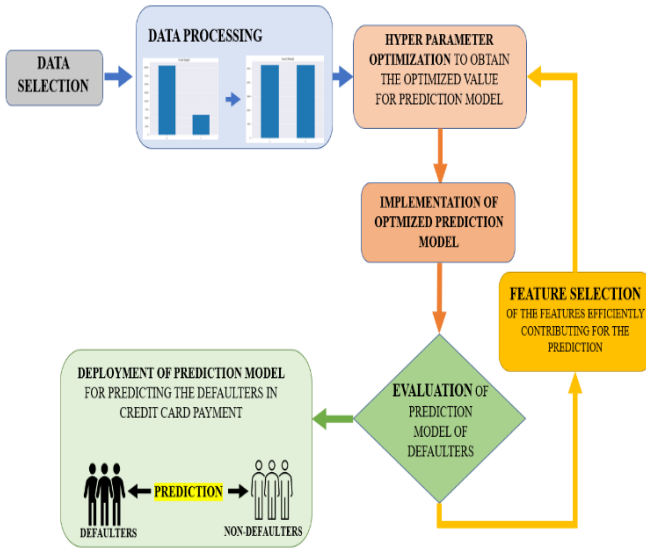 DATA
SELECTION
DATA PROCESSING
HYPER PARAMETER
OPTIMIZATION TO OBTAIN
THE OPTIMIZED VALUE
FOR PREDICTION MODEL
IMPLEMENTATION OF
OPTMIZED PREDICTION
MODEL
FEATURE SELECTION
OF THE FEATURES EFFICIENTLY
CONTRIBUTING FOR THE
PREDICTION
EVALUATION OF
PREDICTION
MODEL OF
DEFAULTERS
DEPLOYMENT OF PREDICTION MODEL
FOR PREDICTING THE DEFAULTERS IN
CREDIT CARD PAYMENT
PREDICTION
DEFAULTERS
NON-DEFAULTERS